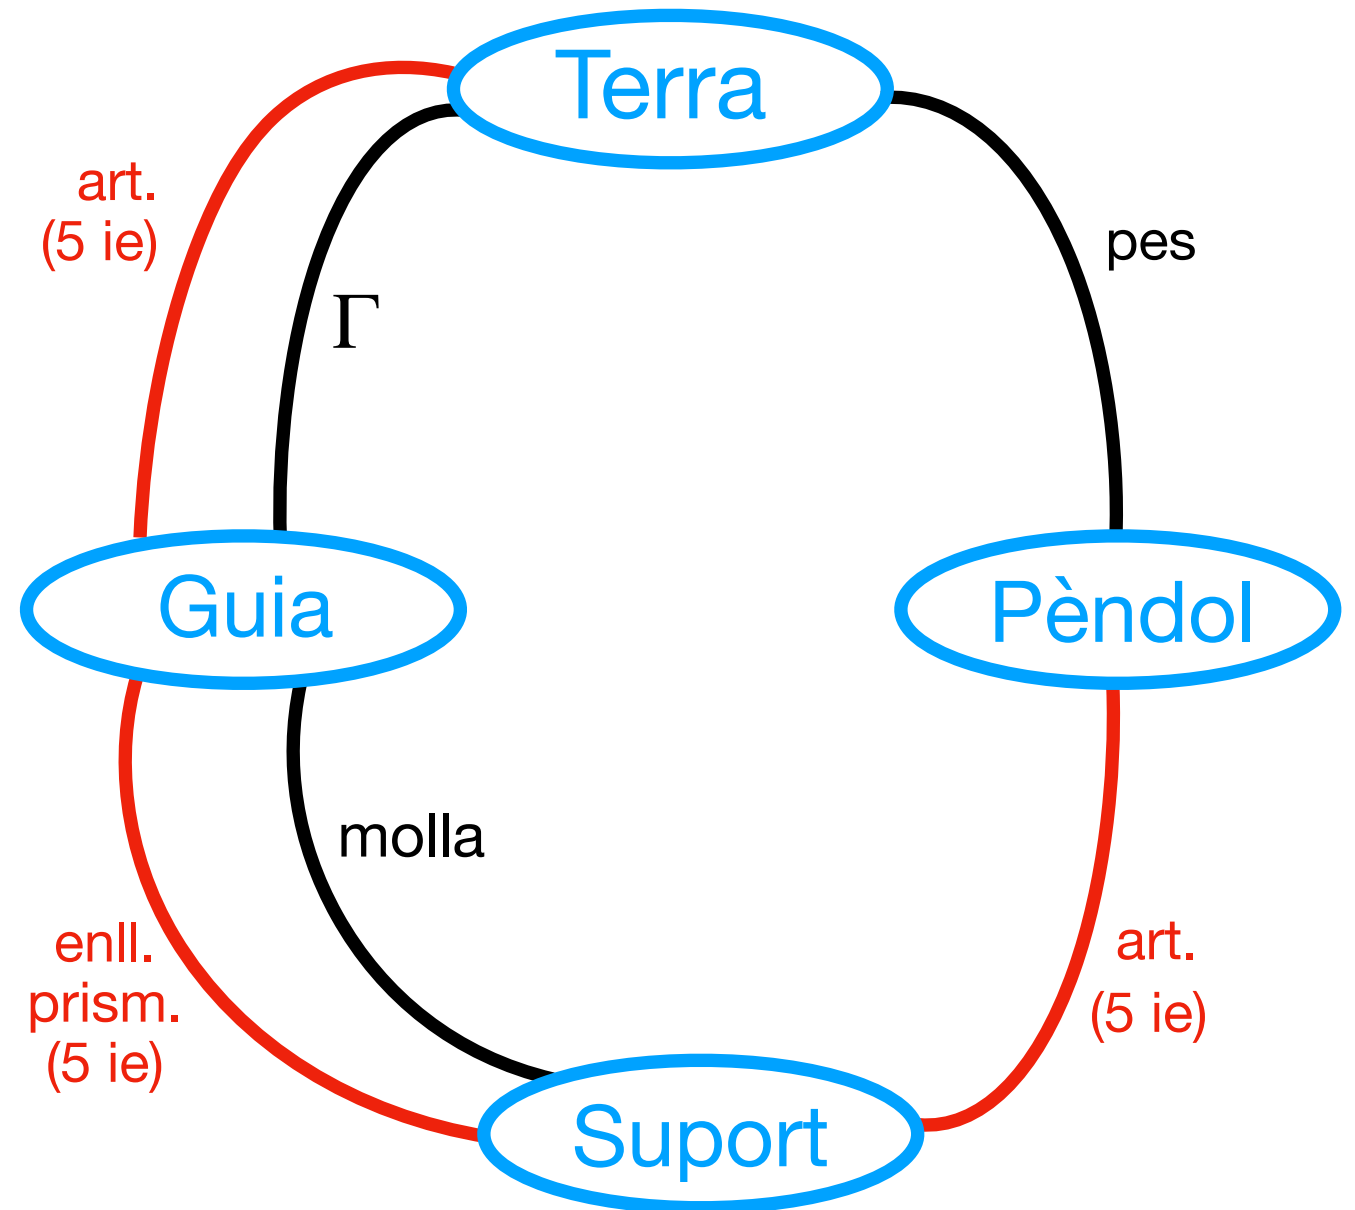 Terra
art.
(5 ie)
pes
Γ
Guia
Pèndol
molla
enll.
prism.
(5 ie)
art.
(5 ie)
Suport